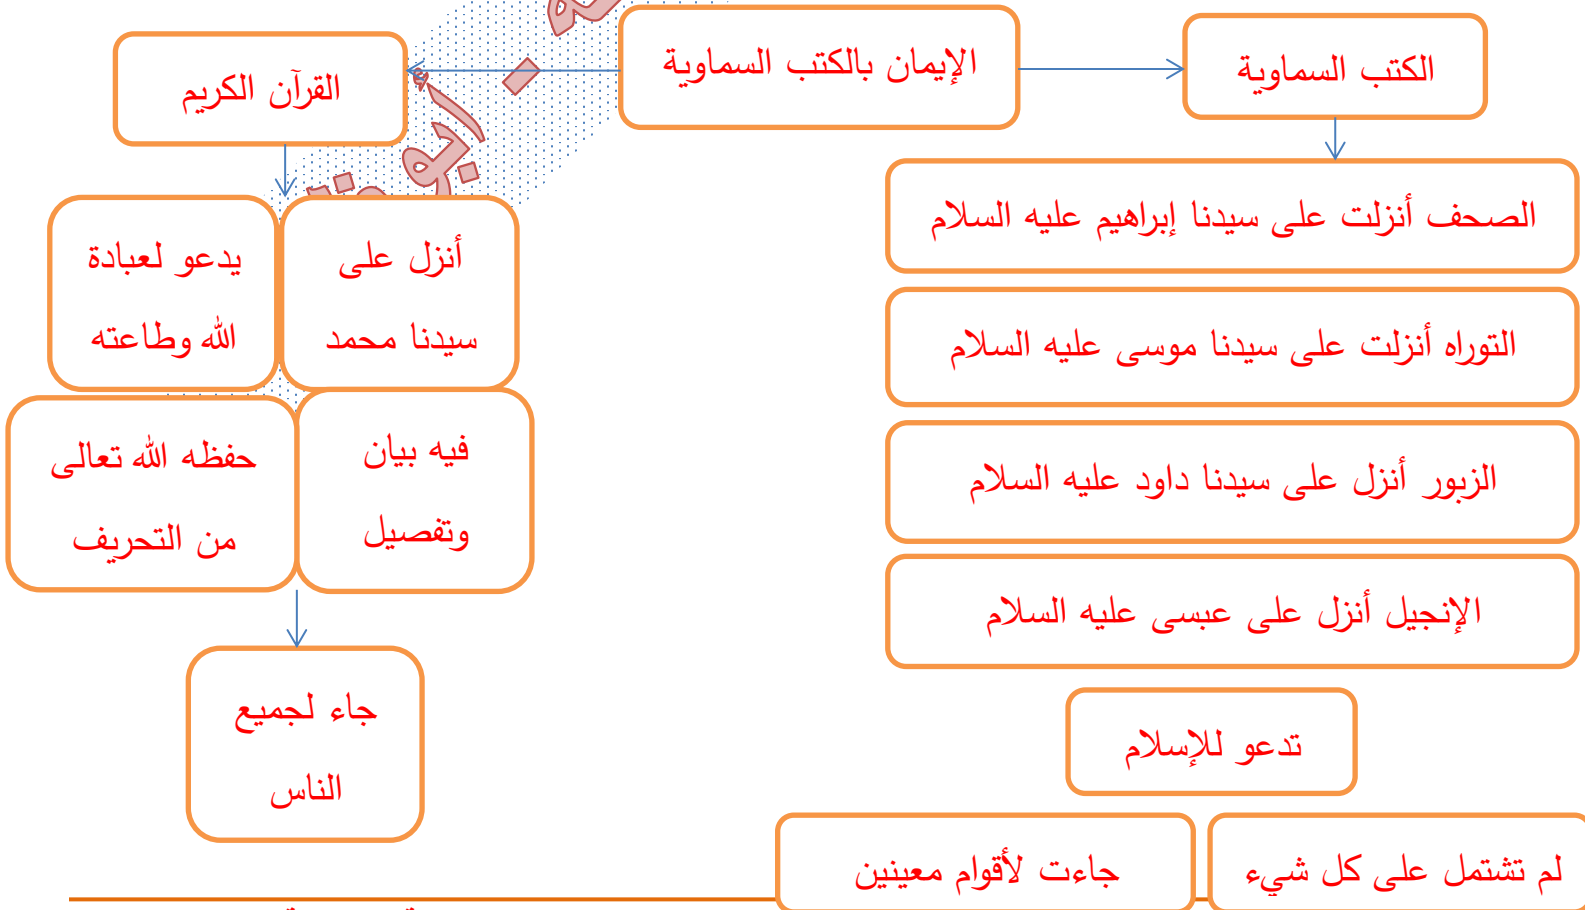 الإيمان بالكتب السماوية
الكتب السماوية
الصحف أنزلت على سيدنا إبراهيم عليه السلام
التوراه أنزلت على سيدنا موسى عليه السلام
الزبور أنزل على سيدنا داود عليه السلام
الإنجيل أنزل على عبسى عليه السلام
تدعو للإسلام
لم تشتمل على كل شيء
جاءت لأقوام معينين
القرآن الكريم
أنزل على
سيدنا محمد
يدعو لعبادة
الله وطاعته
فيه بيان
وتفصيل
حفظه الله تعالى
من التحريف
جاء لجميع
الناس